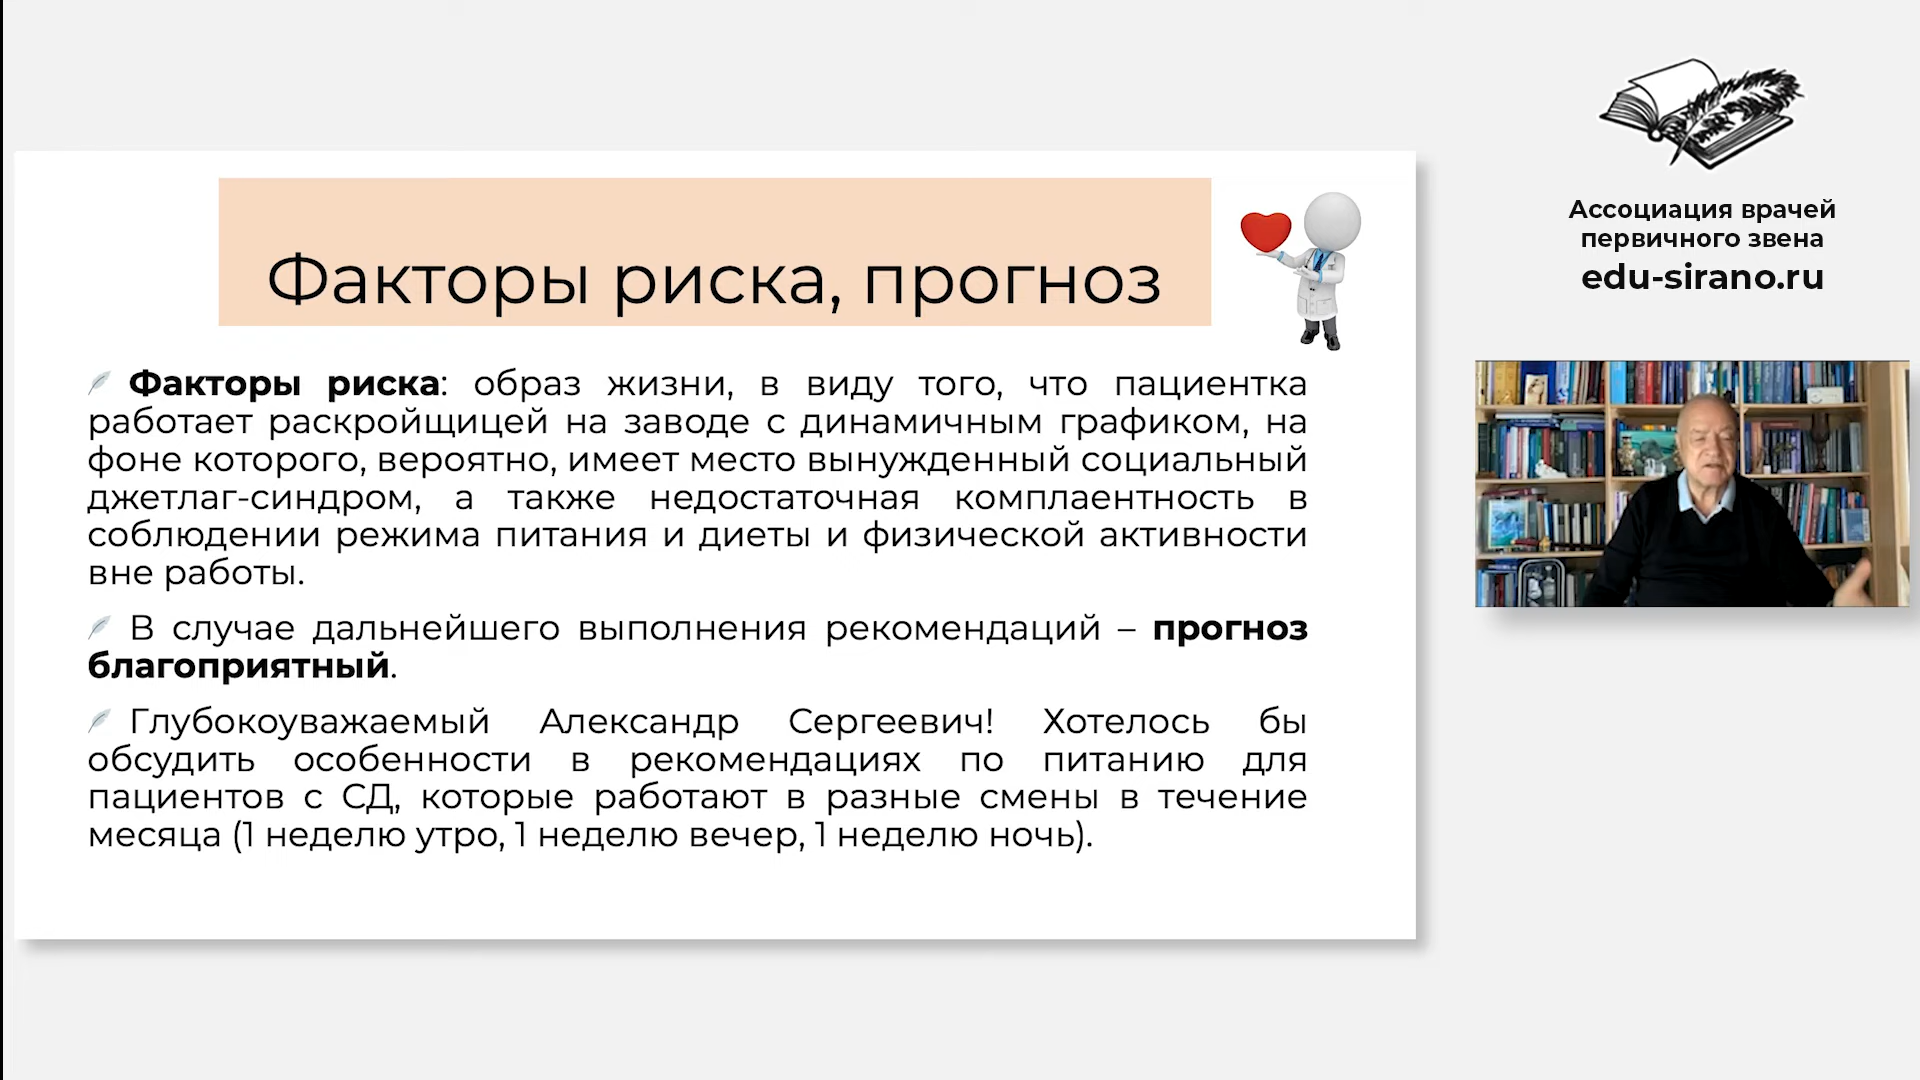 Факторы риска, прогноз
Факторы риска: образ жизни, в виду того, что пациентка
работает раскройщицей на заводе с динамичным графиком, на
фоне которого, вероятно, имеет место вынужденный социальный
джетлаг-синдром, а также недостаточная комплаентность в
соблюдении режима питания и диеты и физической активности
вне работы.
В случае дальнейшего выполнения рекомендаций – прогноз
благоприятный.
Глубокоуважаемый Александр Сергеевич! Хотелось бы
обсудить особенности в рекомендациях по питанию для
пациентов с СД, которые работают в разные смены в течение
месяца (1 неделю утро, 1 неделю вечер, 1 неделю ночь).
Ассоциация врачей
первичного звена
edu-sirano.ru